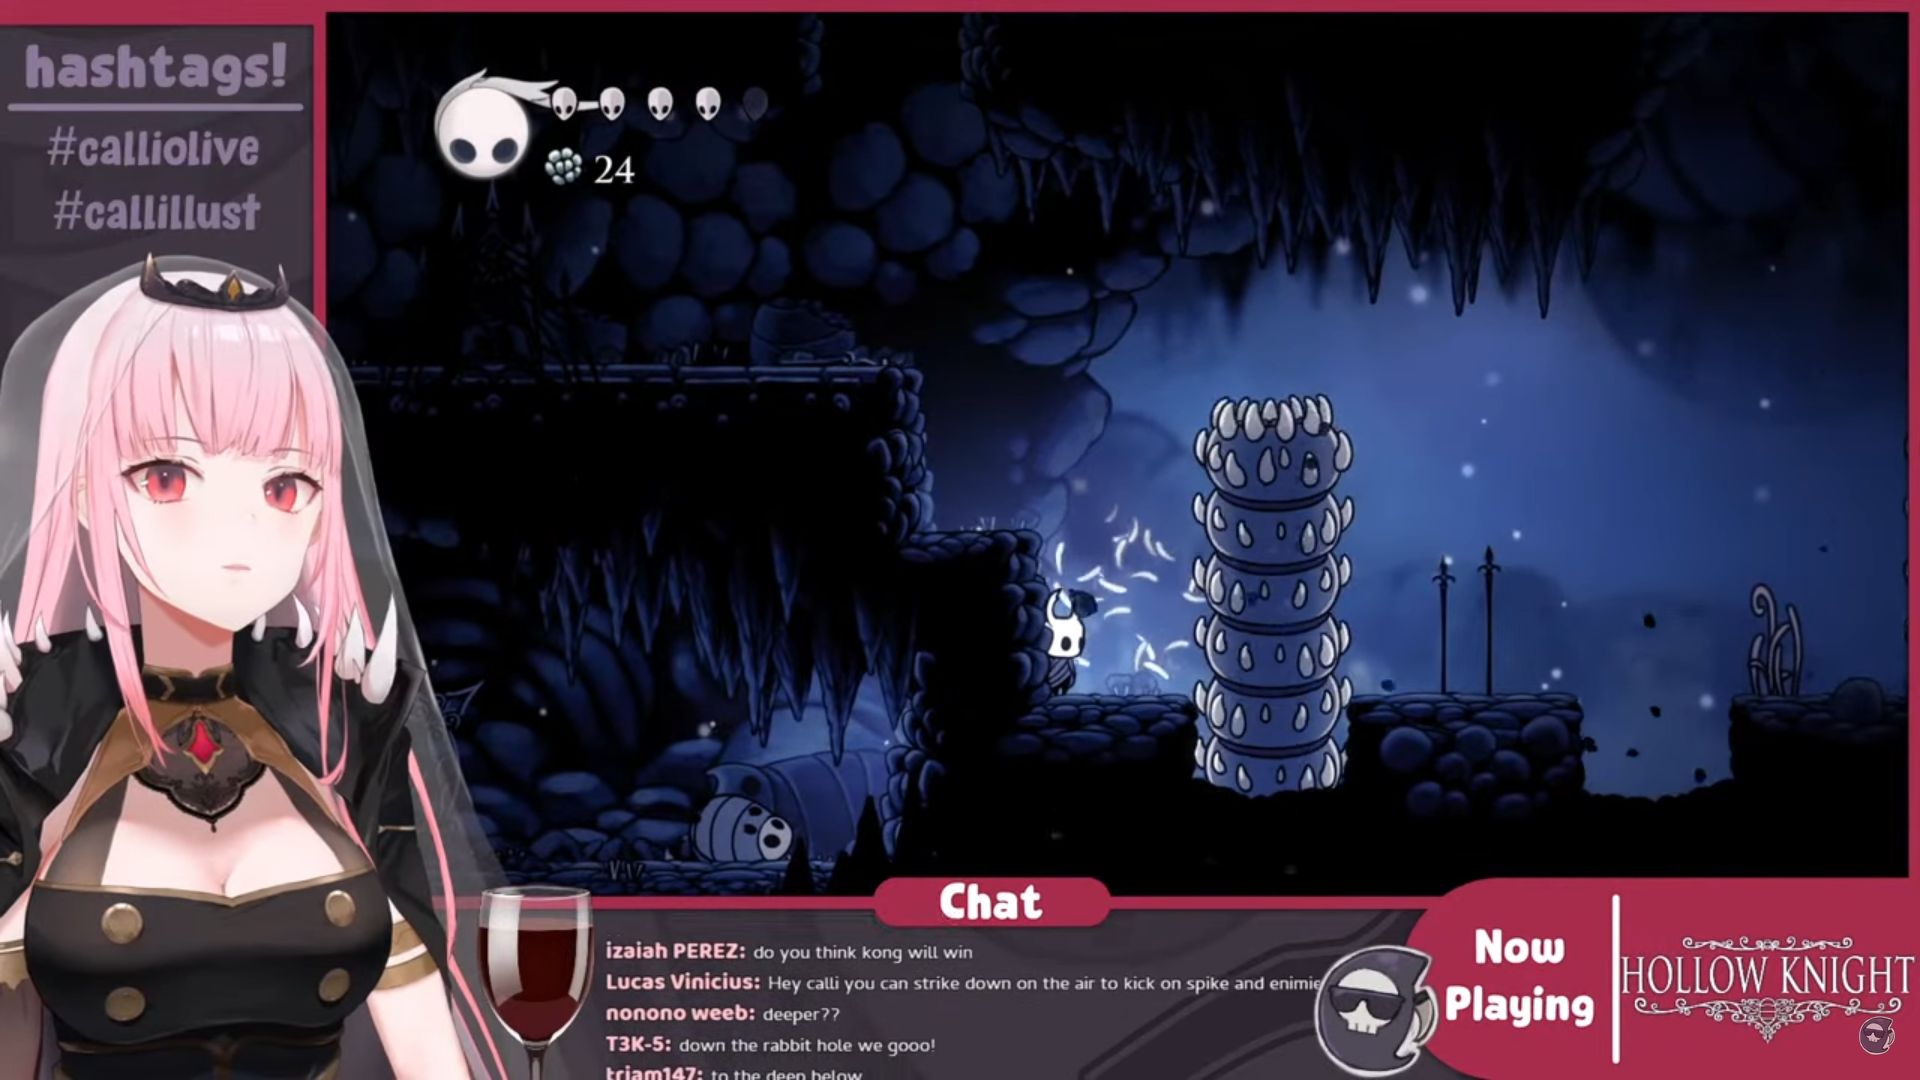 hashtags!
#calliolive
#callillust
24
Chat
izaiah PEREZ: do you think kong will win
Lucas Vinicius: Hey calli you can strike down on the air to kick on spike and enimie
nonono weeb: deeper??
T3K-5: down the rabbit hole we gooo!
triam147: to the deep below
Now
Playing
HOLLOW KNIGHT